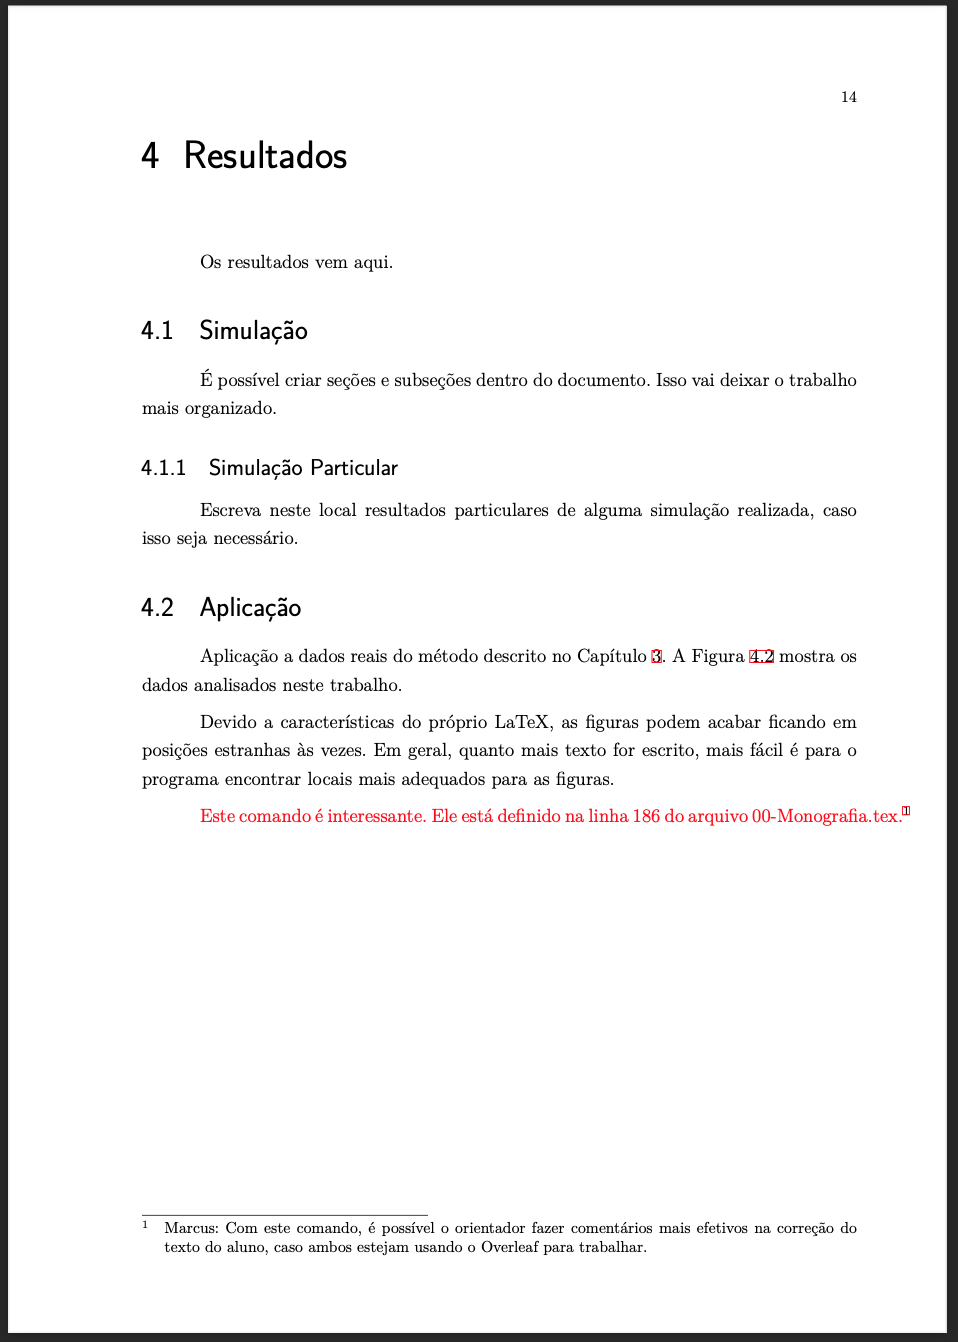 14
4 Resultados
Os resultados vem aqui.
4.1 Simulação
É possível criar seções e subseções dentro do documento. Isso vai deixar o trabalho
mais organizado.
4.1.1 Simulação Particular
Escreva neste local resultados particulares de alguma simulação realizada, caso
isso seja necessário.
4.2 Aplicação
Aplicação a dados reais do método descrito no Capítulo 3. A Figura 4.2 mostra os
dados analisados neste trabalho.
Devido a características do próprio LaTeX, as figuras podem acabar ficando em
posições estranhas às vezes. Em geral, quanto mais texto for escrito, mais fácil é para o
programa encontrar locais mais adequados para as figuras.
Este comando é interessante. Ele está definido na linha 186 do arquivo 00-Monografia.tex.1
1 Marcus: Com este comando, é possível o orientador fazer comentários mais efetivos na correção do
texto do aluno, caso ambos estejam usando o Overleaf para trabalhar.